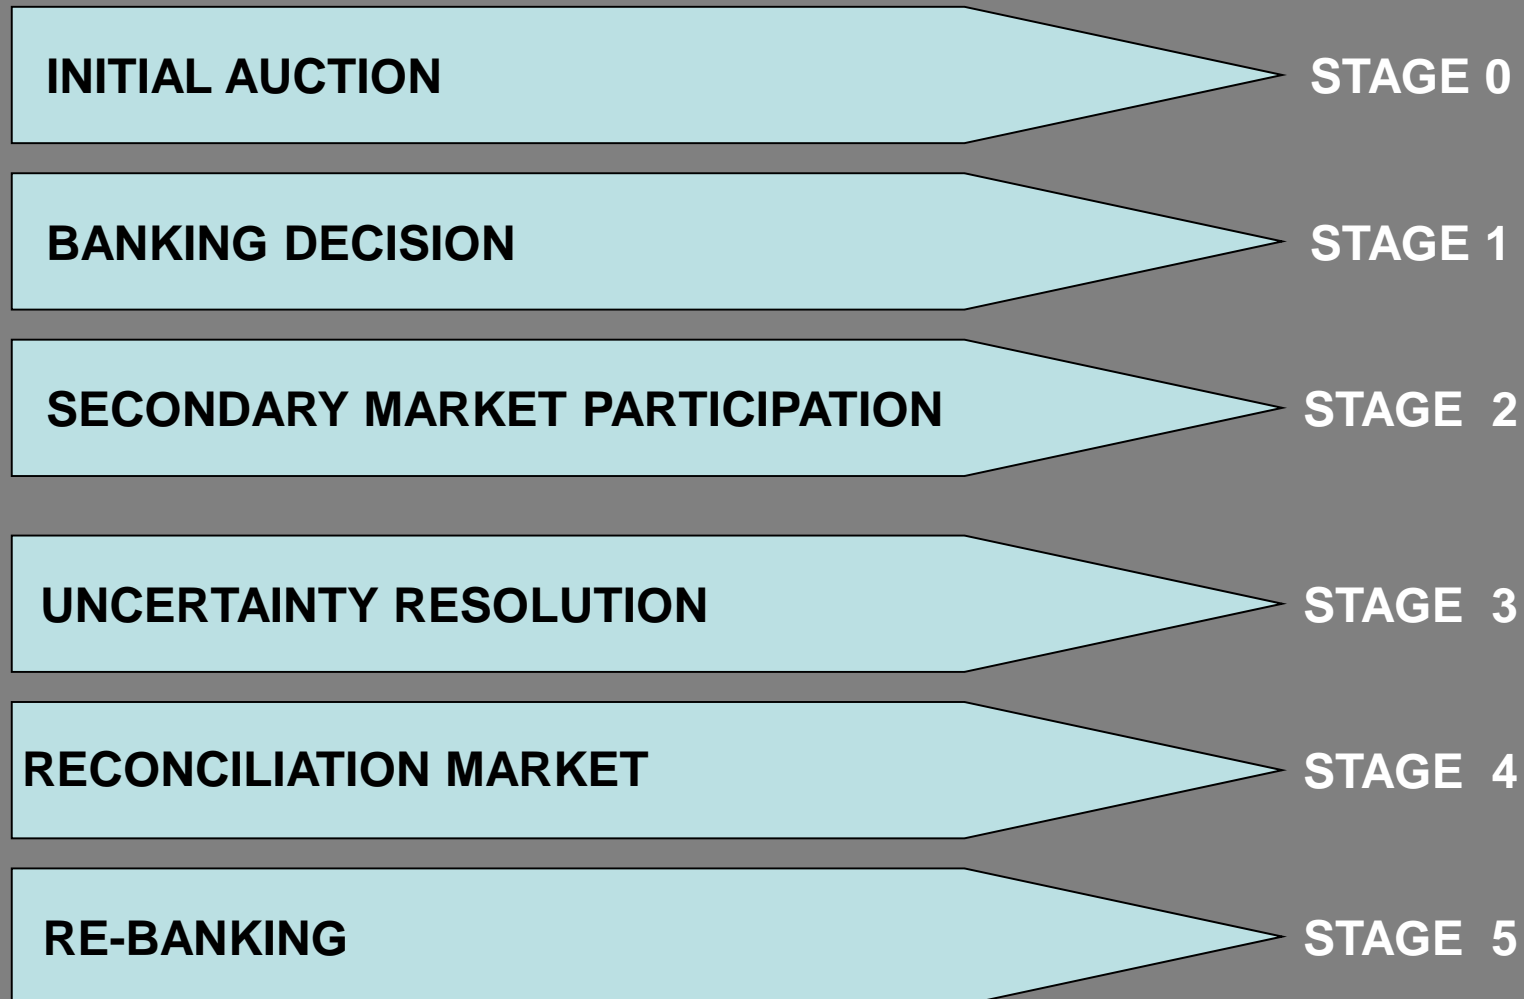 INITIAL AUCTION STAGE 0
BANKING DECISION STAGE 1
SECONDARY MARKET PARTICIPATION STAGE 2
UNCERTAINTY RESOLUTION STAGE 3
RECONCILIATION MARKET STAGE 4
RE-BANKING STAGE 5